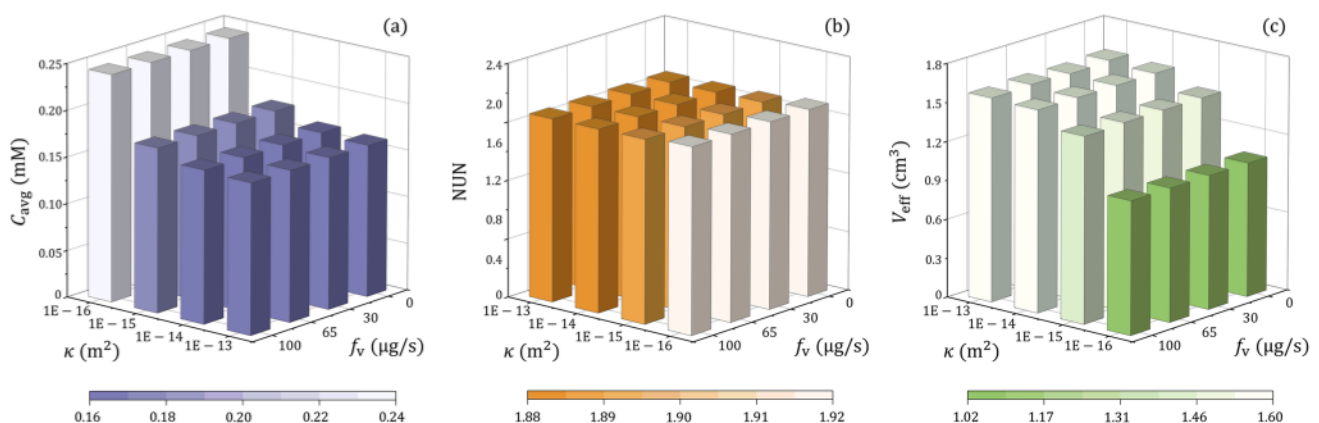 (a)
0.25
0.20
0.15
0.10
0.05
0
C_avg (mM)
1E − 16
1E − 15
1E − 14
1E − 13
κ (m²)
100
65
30
0
f_v (μg/s)
0.16 0.18 0.20 0.22 0.24
(b)
2.4
2.0
1.6
1.2
0.8
0.4
0
NUN
1E − 13
1E − 14
1E − 15
1E − 16
κ (m²)
100
65
30
0
f_v (μg/s)
1.88 1.89 1.90 1.91 1.92
(c)
1.8
1.5
1.2
0.9
0.6
0.3
0
V_eff (cm³)
1E − 13
1E − 14
1E − 15
1E − 16
κ (m²)
100
65
30
0
f_v (μg/s)
1.02 1.17 1.31 1.46 1.60